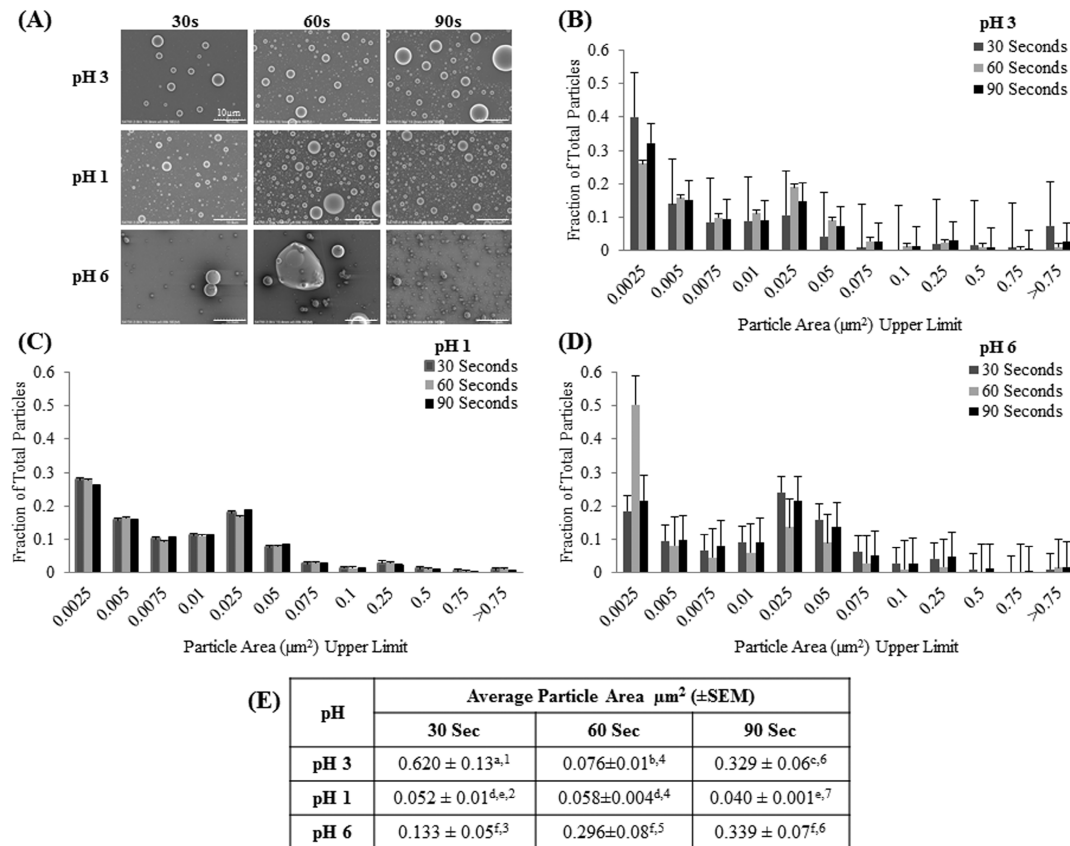 (A)
30s 60s 90s
pH 3
10µm
pH 1
pH 6
(B)
pH 3
30 Seconds
60 Seconds
90 Seconds
Fraction of Total Particles
0.6
0.5
0.4
0.3
0.2
0.1
0
0.0025 0.005 0.0075 0.01 0.025 0.05 0.075 0.1 0.25 0.5 0.75 >0.75
Particle Area (µm²) Upper Limit
(C)
pH 1
30 Seconds
60 Seconds
90 Seconds
Fraction of Total Particles
0.6
0.5
0.4
0.3
0.2
0.1
0
0.0025 0.005 0.0075 0.01 0.025 0.05 0.075 0.1 0.25 0.5 0.75 >0.75
Particle Area (µm²) Upper Limit
(D)
pH 6
30 Seconds
60 Seconds
90 Seconds
Fraction of Total Particles
0.6
0.5
0.4
0.3
0.2
0.1
0
0.0025 0.005 0.0075 0.01 0.025 0.05 0.075 0.1 0.25 0.5 0.75 >0.75
Particle Area (µm²) Upper Limit
(E)
pH Average Particle Area µm² (±SEM)
30 Sec 60 Sec 90 Sec
pH 3 0.620 ± 0.13a,1 0.076±0.01b,4 0.329 ± 0.06c,6
pH 1 0.052 ± 0.01d,e,2 0.058±0.004d,4 0.040 ± 0.001e,7
pH 6 0.133 ± 0.05f,3 0.296±0.08f,5 0.339 ± 0.07f,6